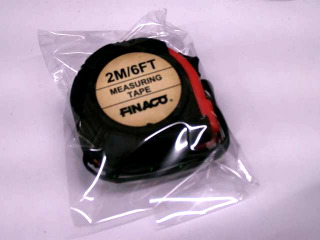 2M/6FT
MEASURING
TAPE
FINACO